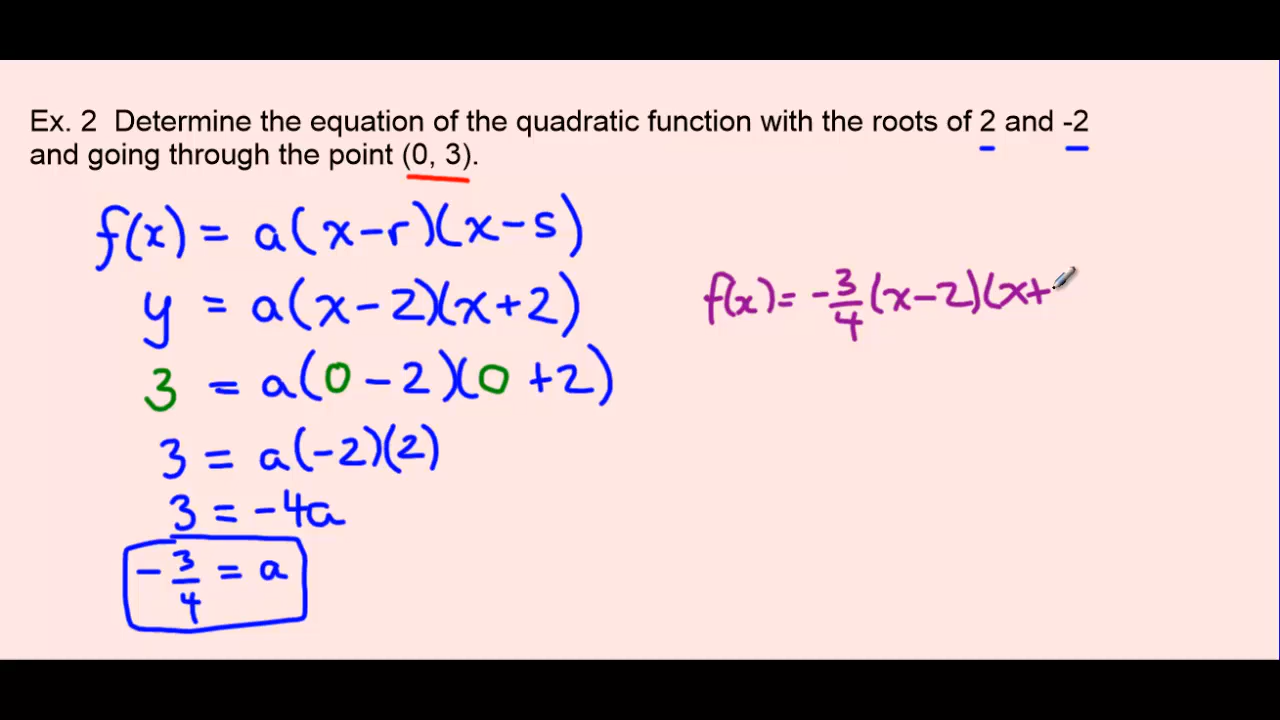 Ex. 2 Determine the equation of the quadratic function with the roots of 2 and -2
and going through the point (0, 3).
f(x) = a(x-r)(x-s)
y = a(x-2)(x+2)
3 = a(0-2)(0+2)
3 = a(-2)(2)
3 = -4a
-3/4 = a
f(x) = -3/4(x-2)(x+